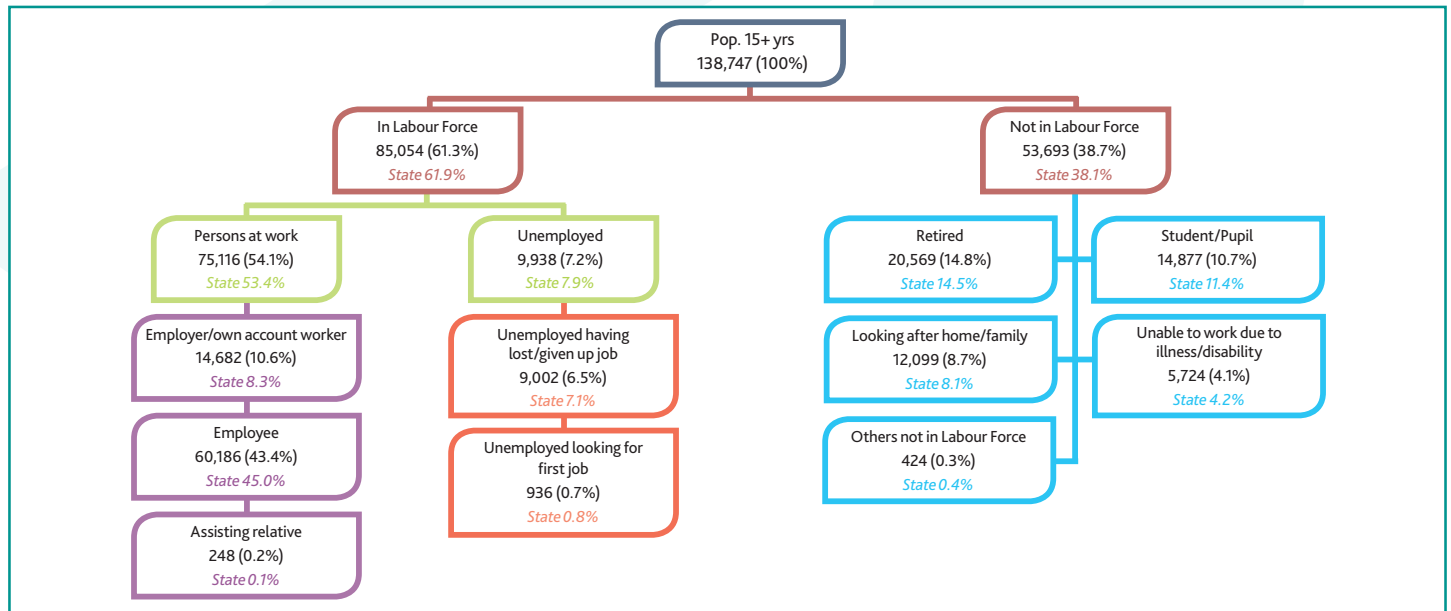 Pop. 15+ yrs
138,747 (100%)
In Labour Force
85,054 (61.3%)
State 61.9%
Not in Labour Force
53,693 (38.7%)
State 38.1%
Persons at work
75,116 (54.1%)
State 53.4%
Unemployed
9,938 (7.2%)
State 7.9%
Retired
20,569 (14.8%)
State 14.5%
Student/Pupil
14,877 (10.7%)
State 11.4%
Employer/own account worker
14,682 (10.6%)
State 8.3%
Unemployed having
lost/given up job
9,002 (6.5%)
State 7.1%
Looking after home/family
12,099 (8.7%)
State 8.1%
Unable to work due to
illness/disability
5,724 (4.1%)
State 4.2%
Employee
60,186 (43.4%)
State 45.0%
Unemployed looking for
first job
936 (0.7%)
State 0.8%
Others not in Labour Force
424 (0.3%)
State 0.4%
Assisting relative
248 (0.2%)
State 0.1%